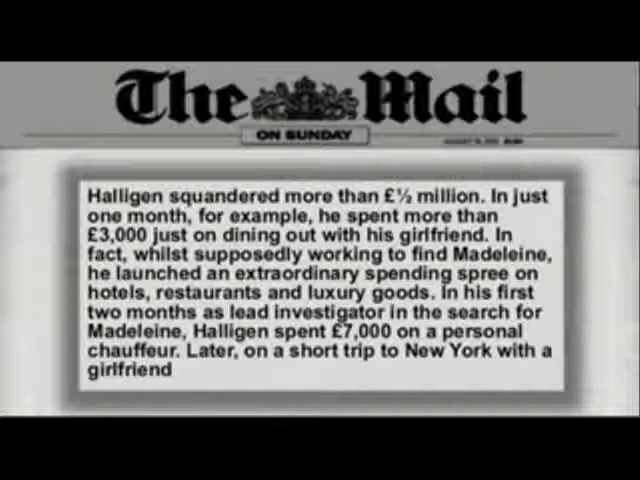 The Mail
ON SUNDAY
Halligen squandered more than £½ million. In just
one month, for example, he spent more than
£3,000 just on dining out with his girlfriend. In
fact, whilst supposedly working to find Madeleine,
he launched an extraordinary spending spree on
hotels, restaurants and luxury goods. In his first
two months as lead investigator in the search for
Madeleine, Halligen spent £7,000 on a personal
chauffeur. Later, on a short trip to New York with a
girlfriend